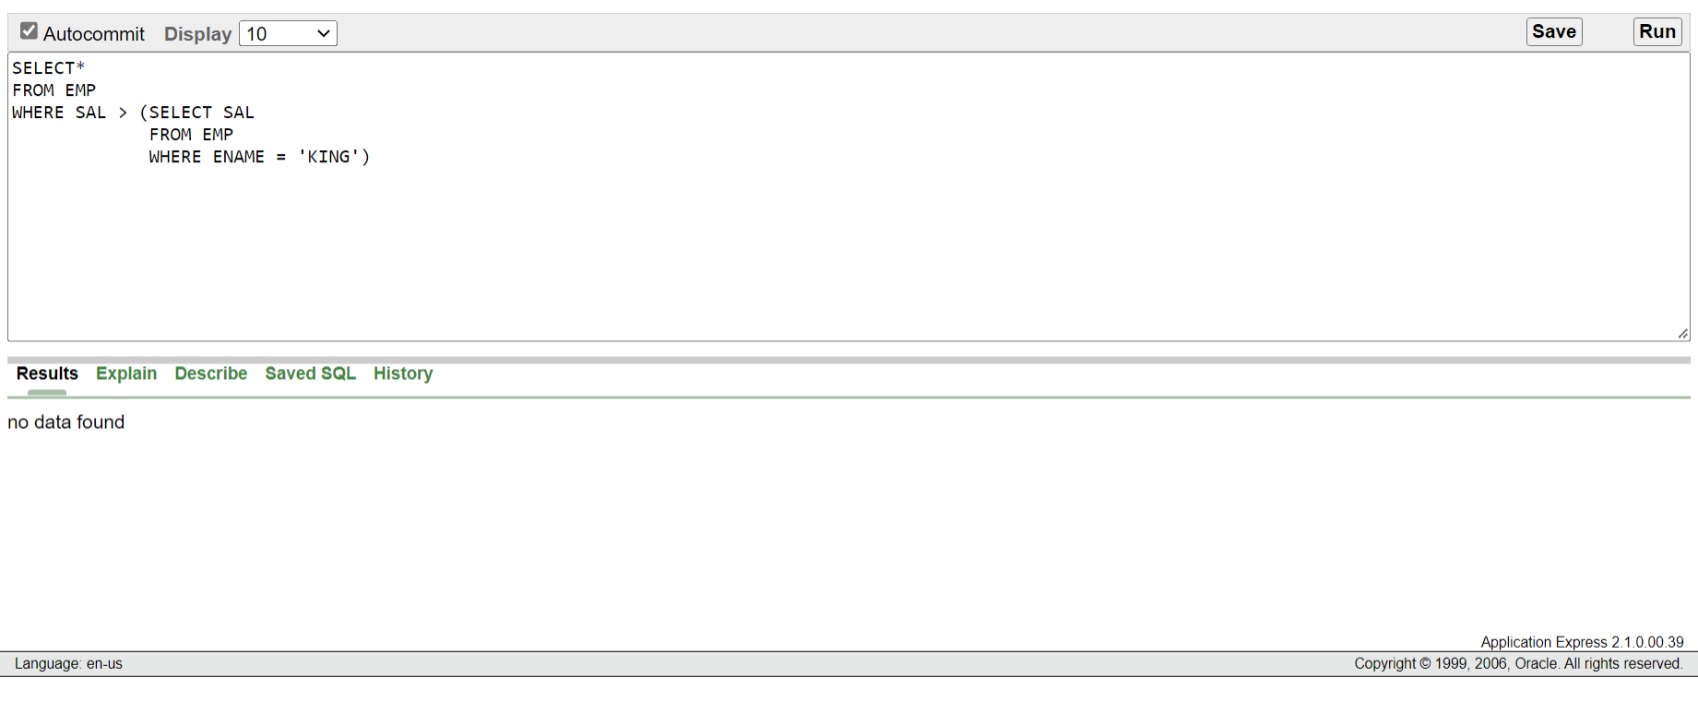 Autocommit Display 10 Save Run
SELECT*
FROM EMP
WHERE SAL > (SELECT SAL
FROM EMP
WHERE ENAME = 'KING')
Results Explain Describe Saved SQL History
no data found
Application Express 2.1.0.00.39
Language: en-us Copyright © 1999, 2006, Oracle. All rights reserved.